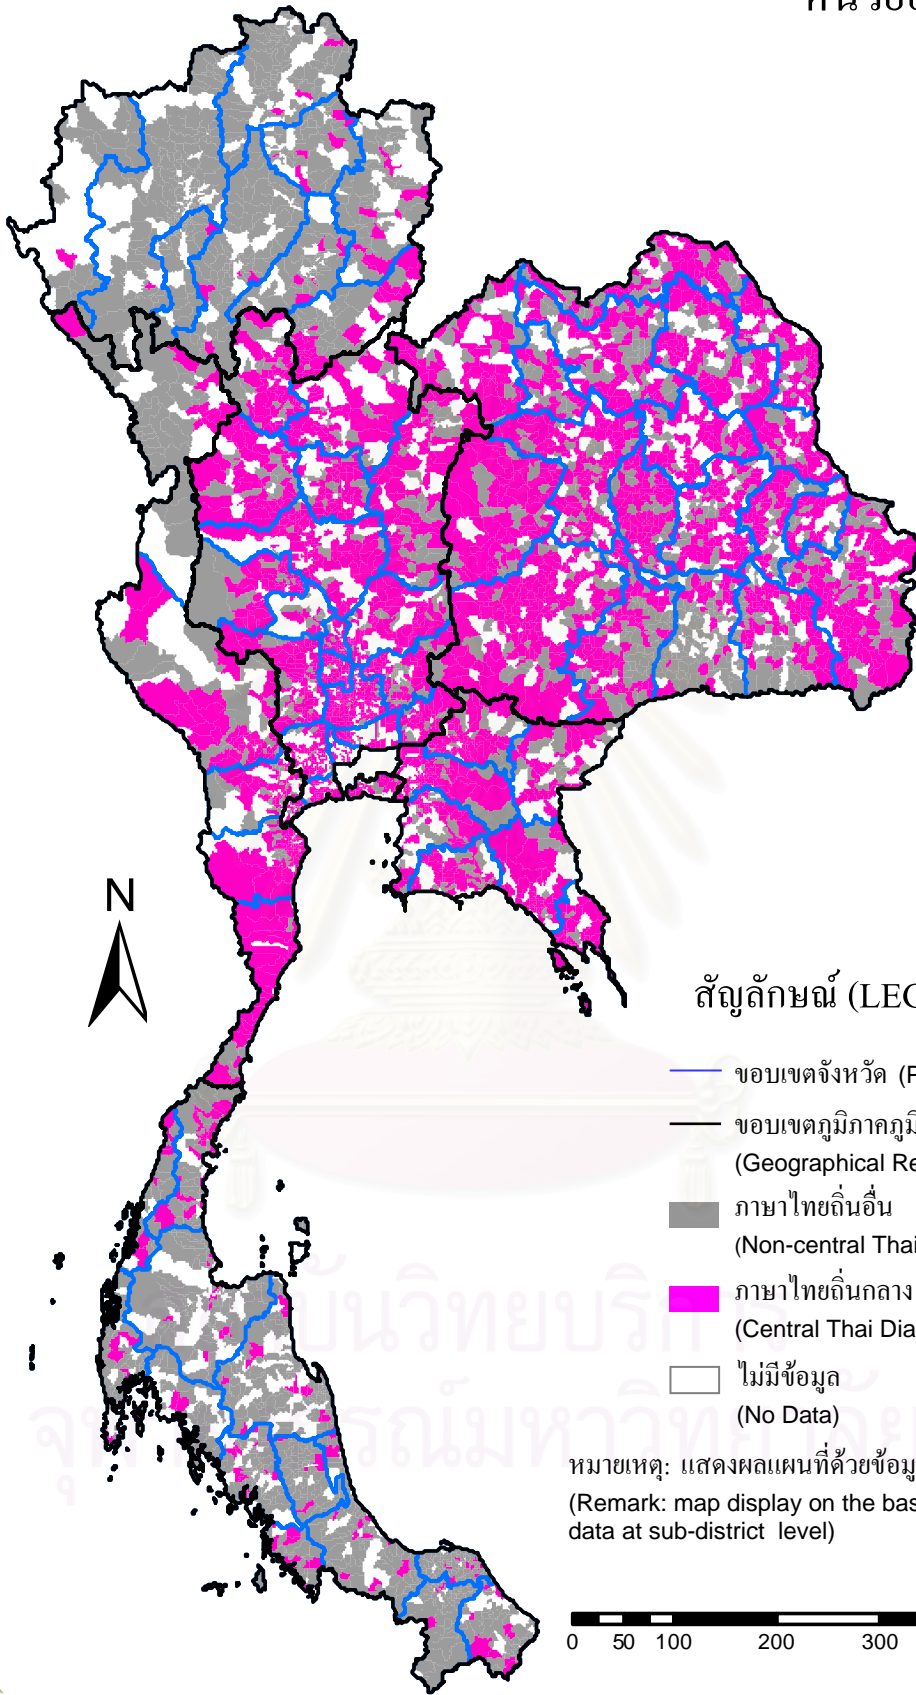 N
สัญลักษณ์ (LEG
ขอบเขตจังหวัด (P
ขอบเขตภูมิภาคภูมิ
(Geographical Re
ภาษาไทยถิ่นอื่น
(Non-central Thai
ภาษาไทยถิ่นกลาง
(Central Thai Dia
ไม่มีข้อมูล
(No Data)
หมายเหตุ: แสดงผลแผนที่ด้วยข้อมู
(Remark: map display on the bas
data at sub-district level)
0 50 100 200 300